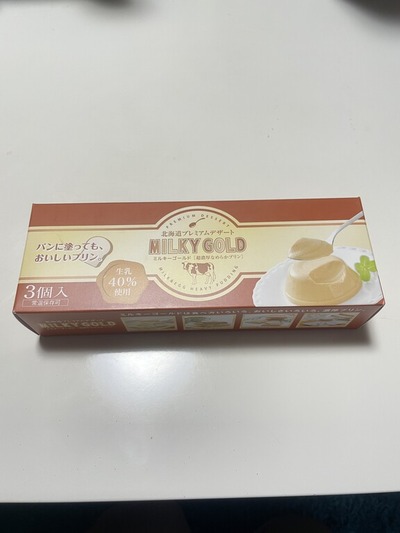 PREMIUM DESSERT
北海道プレミアムデザート
MILKY GOLD
ミルキーゴールド[超濃厚なめらかプリン]
パンに塗っても、
おいしいプリン。
生乳
40%
使用
3個入
常温保存可
MILKY GOLD